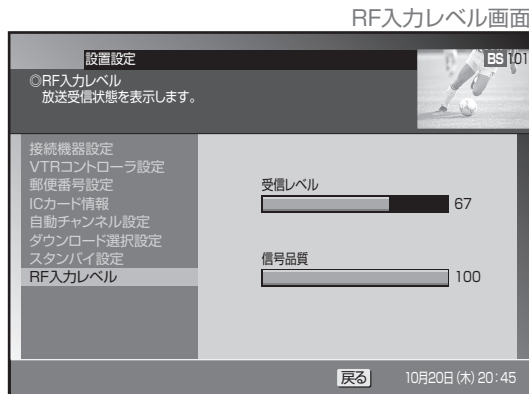 RF入力レベル画面
設置設定
BS 101
◎RF入力レベル
放送受信状態を表示します。
接続機器設定
VTRコントローラ設定
郵便番号設定
ICカード情報
自動チャンネル設定
ダウンロード選択設定
スタンバイ設定
RF入力レベル
受信レベル
67
信号品質
100
戻る 10月20日(木)20:45